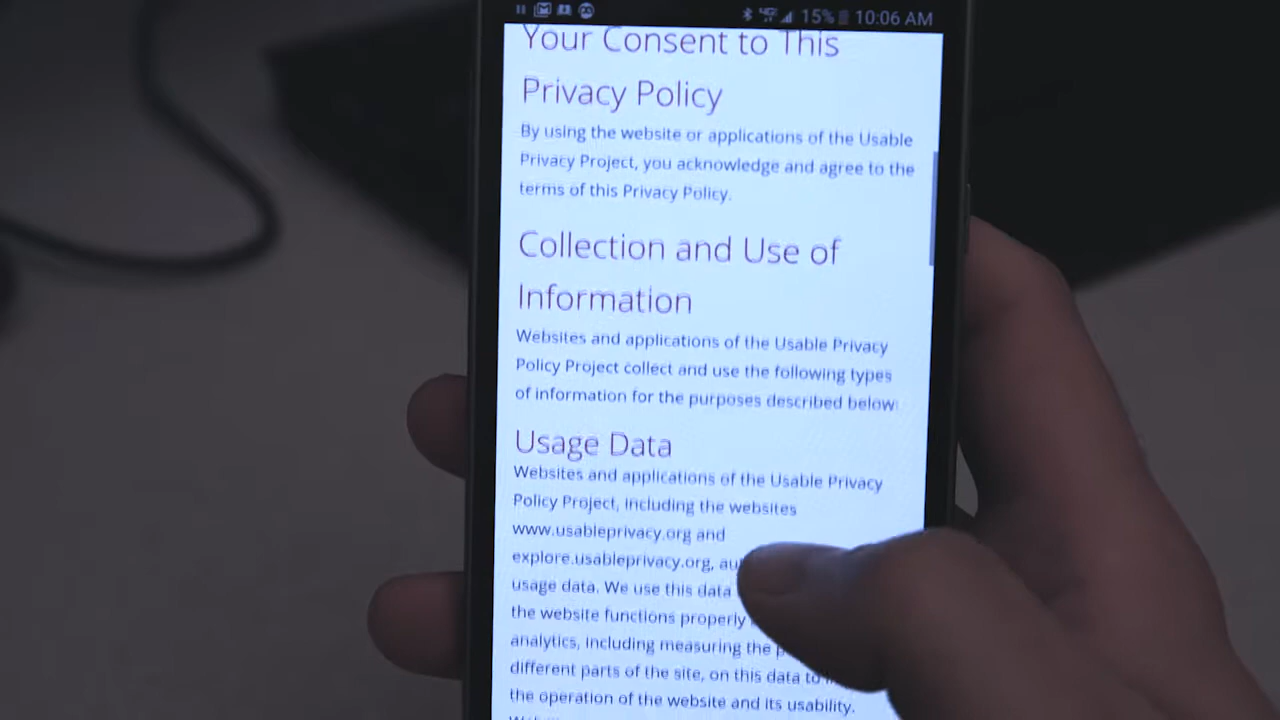 15% 10:06 AM
Your Consent to This
Privacy Policy
By using the website or applications of the Usable
Privacy Project, you acknowledge and agree to the
terms of this Privacy Policy.
Collection and Use of
Information
Websites and applications of the Usable Privacy
Policy Project collect and use the following types
of information for the purposes described below:
Usage Data
Websites and applications of the Usable Privacy
Policy Project, including the websites
www.usableprivacy.org and
explore.usableprivacy.org,
usage data. We use this data
the website functions properly
analytics, including measuring the
different parts of the site, on this data to
the operation of the website and its usability.